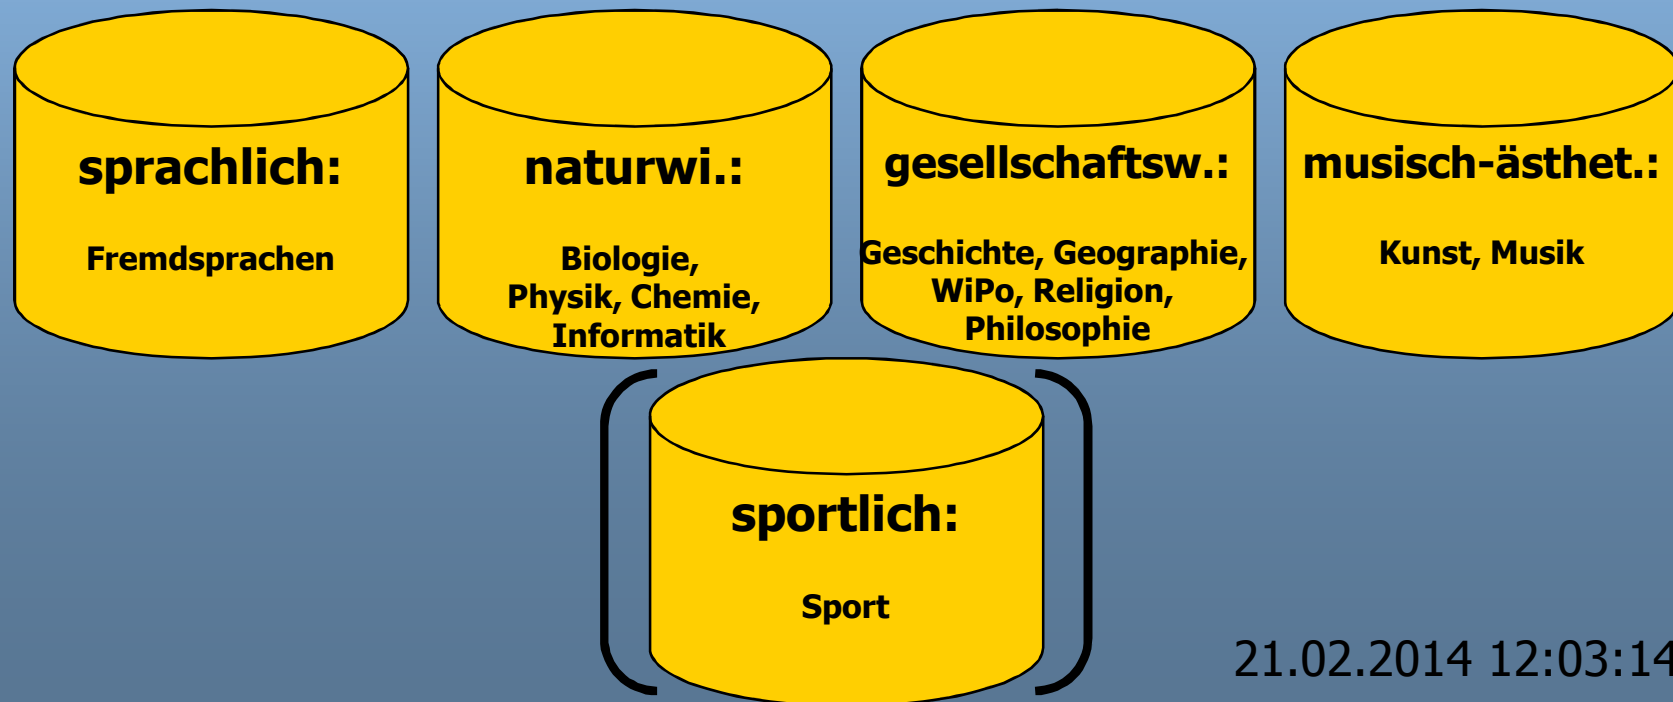 sprachlich:
Fremdsprachen
naturwi.:
Biologie,
Physik, Chemie,
Informatik
gesellschaftsw.:
Geschichte, Geographie,
WiPo, Religion,
Philosophie
musisch-ästhet.:
Kunst, Musik
sportlich:
Sport
21.02.2014 12:03:14